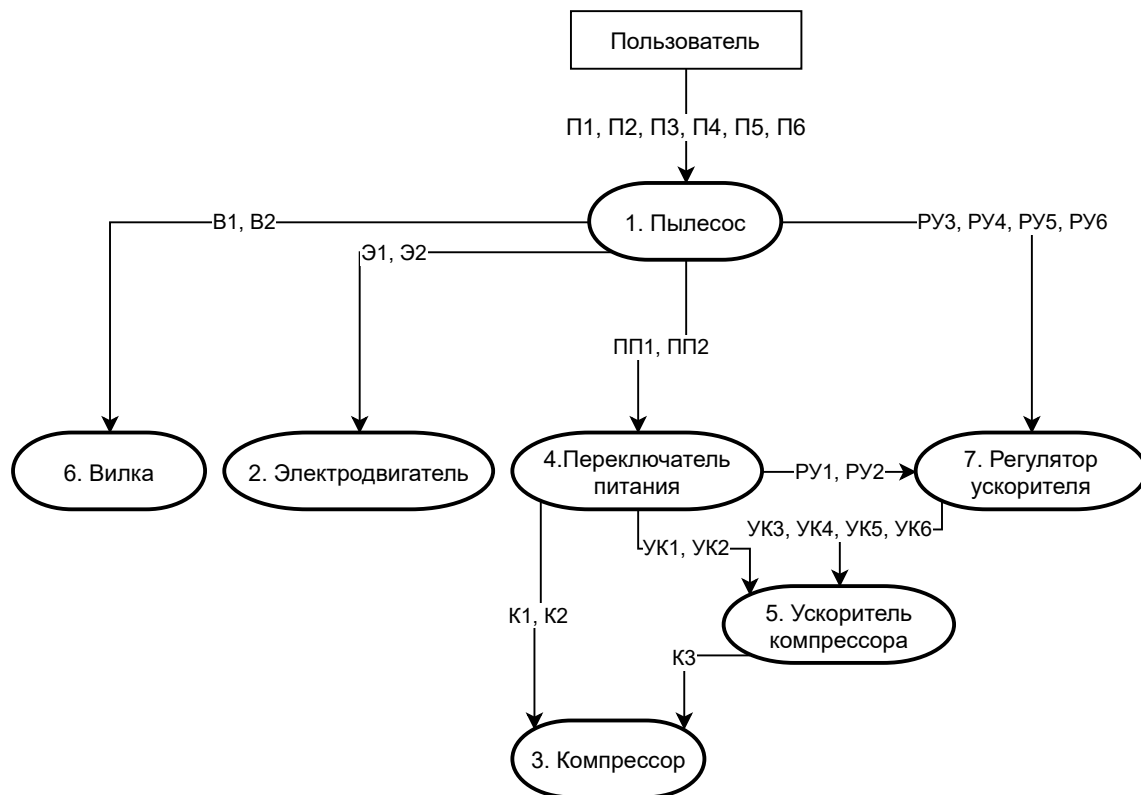 Пользователь
П1, П2, П3, П4, П5, П6
1. Пылесос
В1, В2
РУ3, РУ4, РУ5, РУ6
Э1, Э2
ПП1, ПП2
6. Вилка
2. Электродвигатель
4.Переключатель
питания
РУ1, РУ2
7. Регулятор
ускорителя
УК3, УК4, УК5, УК6
УК1, УК2
К1, К2
5. Ускоритель
компрессора
К3
3. Компрессор